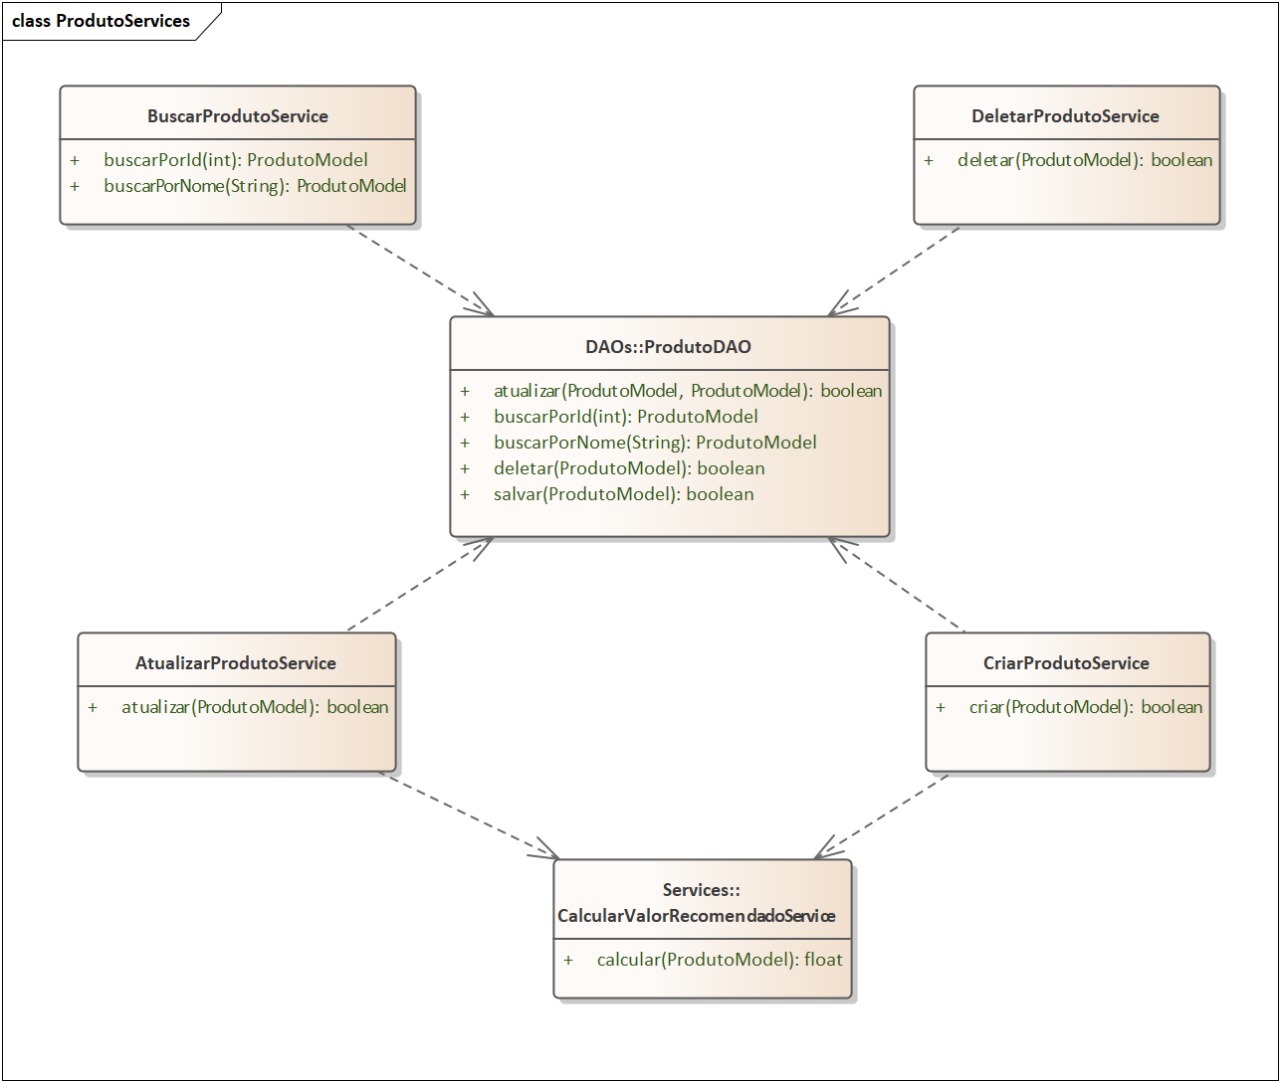 class ProdutoServices
BuscarProdutoService
+ buscarPorId(int): ProdutoModel
+ buscarPorNome(String): ProdutoModel
DeletarProdutoService
+ deletar(ProdutoModel): boolean
DAOs::ProdutoDAO
+ atualizar(ProdutoModel, ProdutoModel): boolean
+ buscarPorId(int): ProdutoModel
+ buscarPorNome(String): ProdutoModel
+ deletar(ProdutoModel): boolean
+ salvar(ProdutoModel): boolean
AtualizarProdutoService
+ atualizar(ProdutoModel): boolean
CriarProdutoService
+ criar(ProdutoModel): boolean
Services::
CalcularValorRecomendadoService
+ calcular(ProdutoModel): float